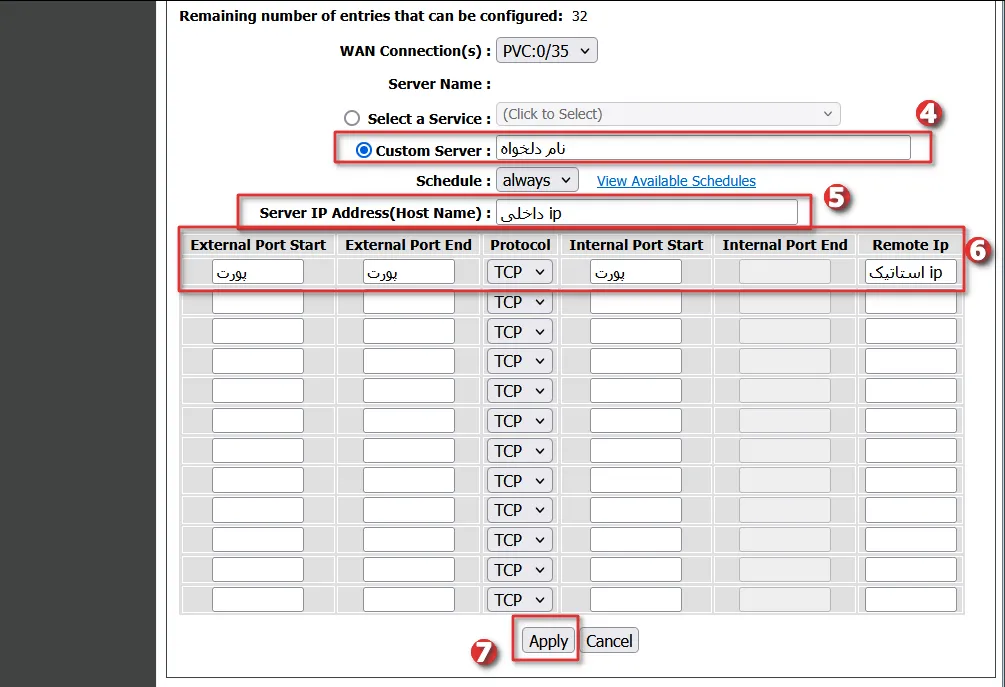 Remaining number of entries that can be configured: 32
WAN Connection(s) : PVC:0/35
Server Name :
Select a Service : (Click to Select)
4
Custom Server : نام دلخواه
Schedule : always View Available Schedules
5
Server IP Address(Host Name) : ip داخلی
External Port Start External Port End Protocol Internal Port Start Internal Port End Remote Ip
6
پورت پورت TCP پورت ip استاتیک
TCP
TCP
TCP
TCP
TCP
TCP
TCP
TCP
TCP
TCP
TCP
Apply Cancel
7